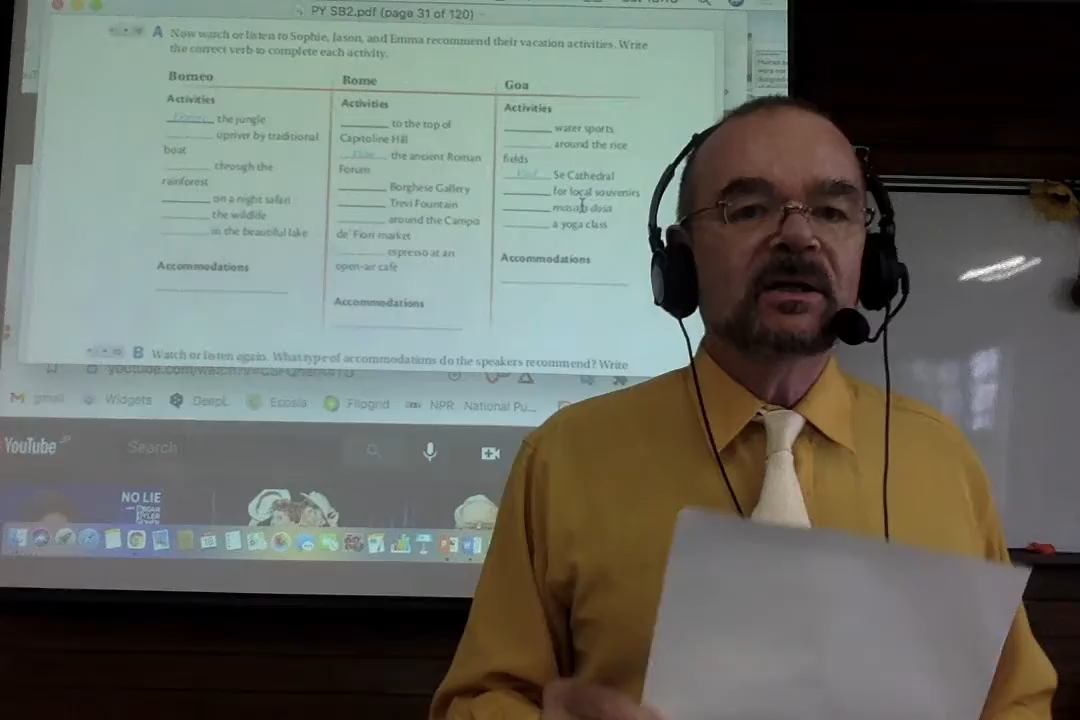 PY SB2.pdf (page 31 of 120)
A Now watch or listen to Sophie, Jason, and Emma recommend their vacation activities. Write
the correct verb to complete each activity.
Borneo
Activities
the jungle
upriver by traditional
boat
through the
rainforest
on a night safari
the wildlife
in the beautiful lake
Accommodations
Rome
Activities
to the top of
Capitoline Hill
the ancient Roman
Forum
Borghese Gallery
Trevi Fountain
around the Campo
de' Fiori market
espresso at an
open-air café
Accommodations
Goa
Activities
water sports
around the rice
fields
Se Cathedral
for local souvenirs
masala dosa
a yoga class
Accommodations
B Watch or listen again. What type of accommodations do the speakers recommend? Write
gmail Widgets DeepL Ecosia Flipgrid NPR National Pu...
YouTube Search
NO LIE